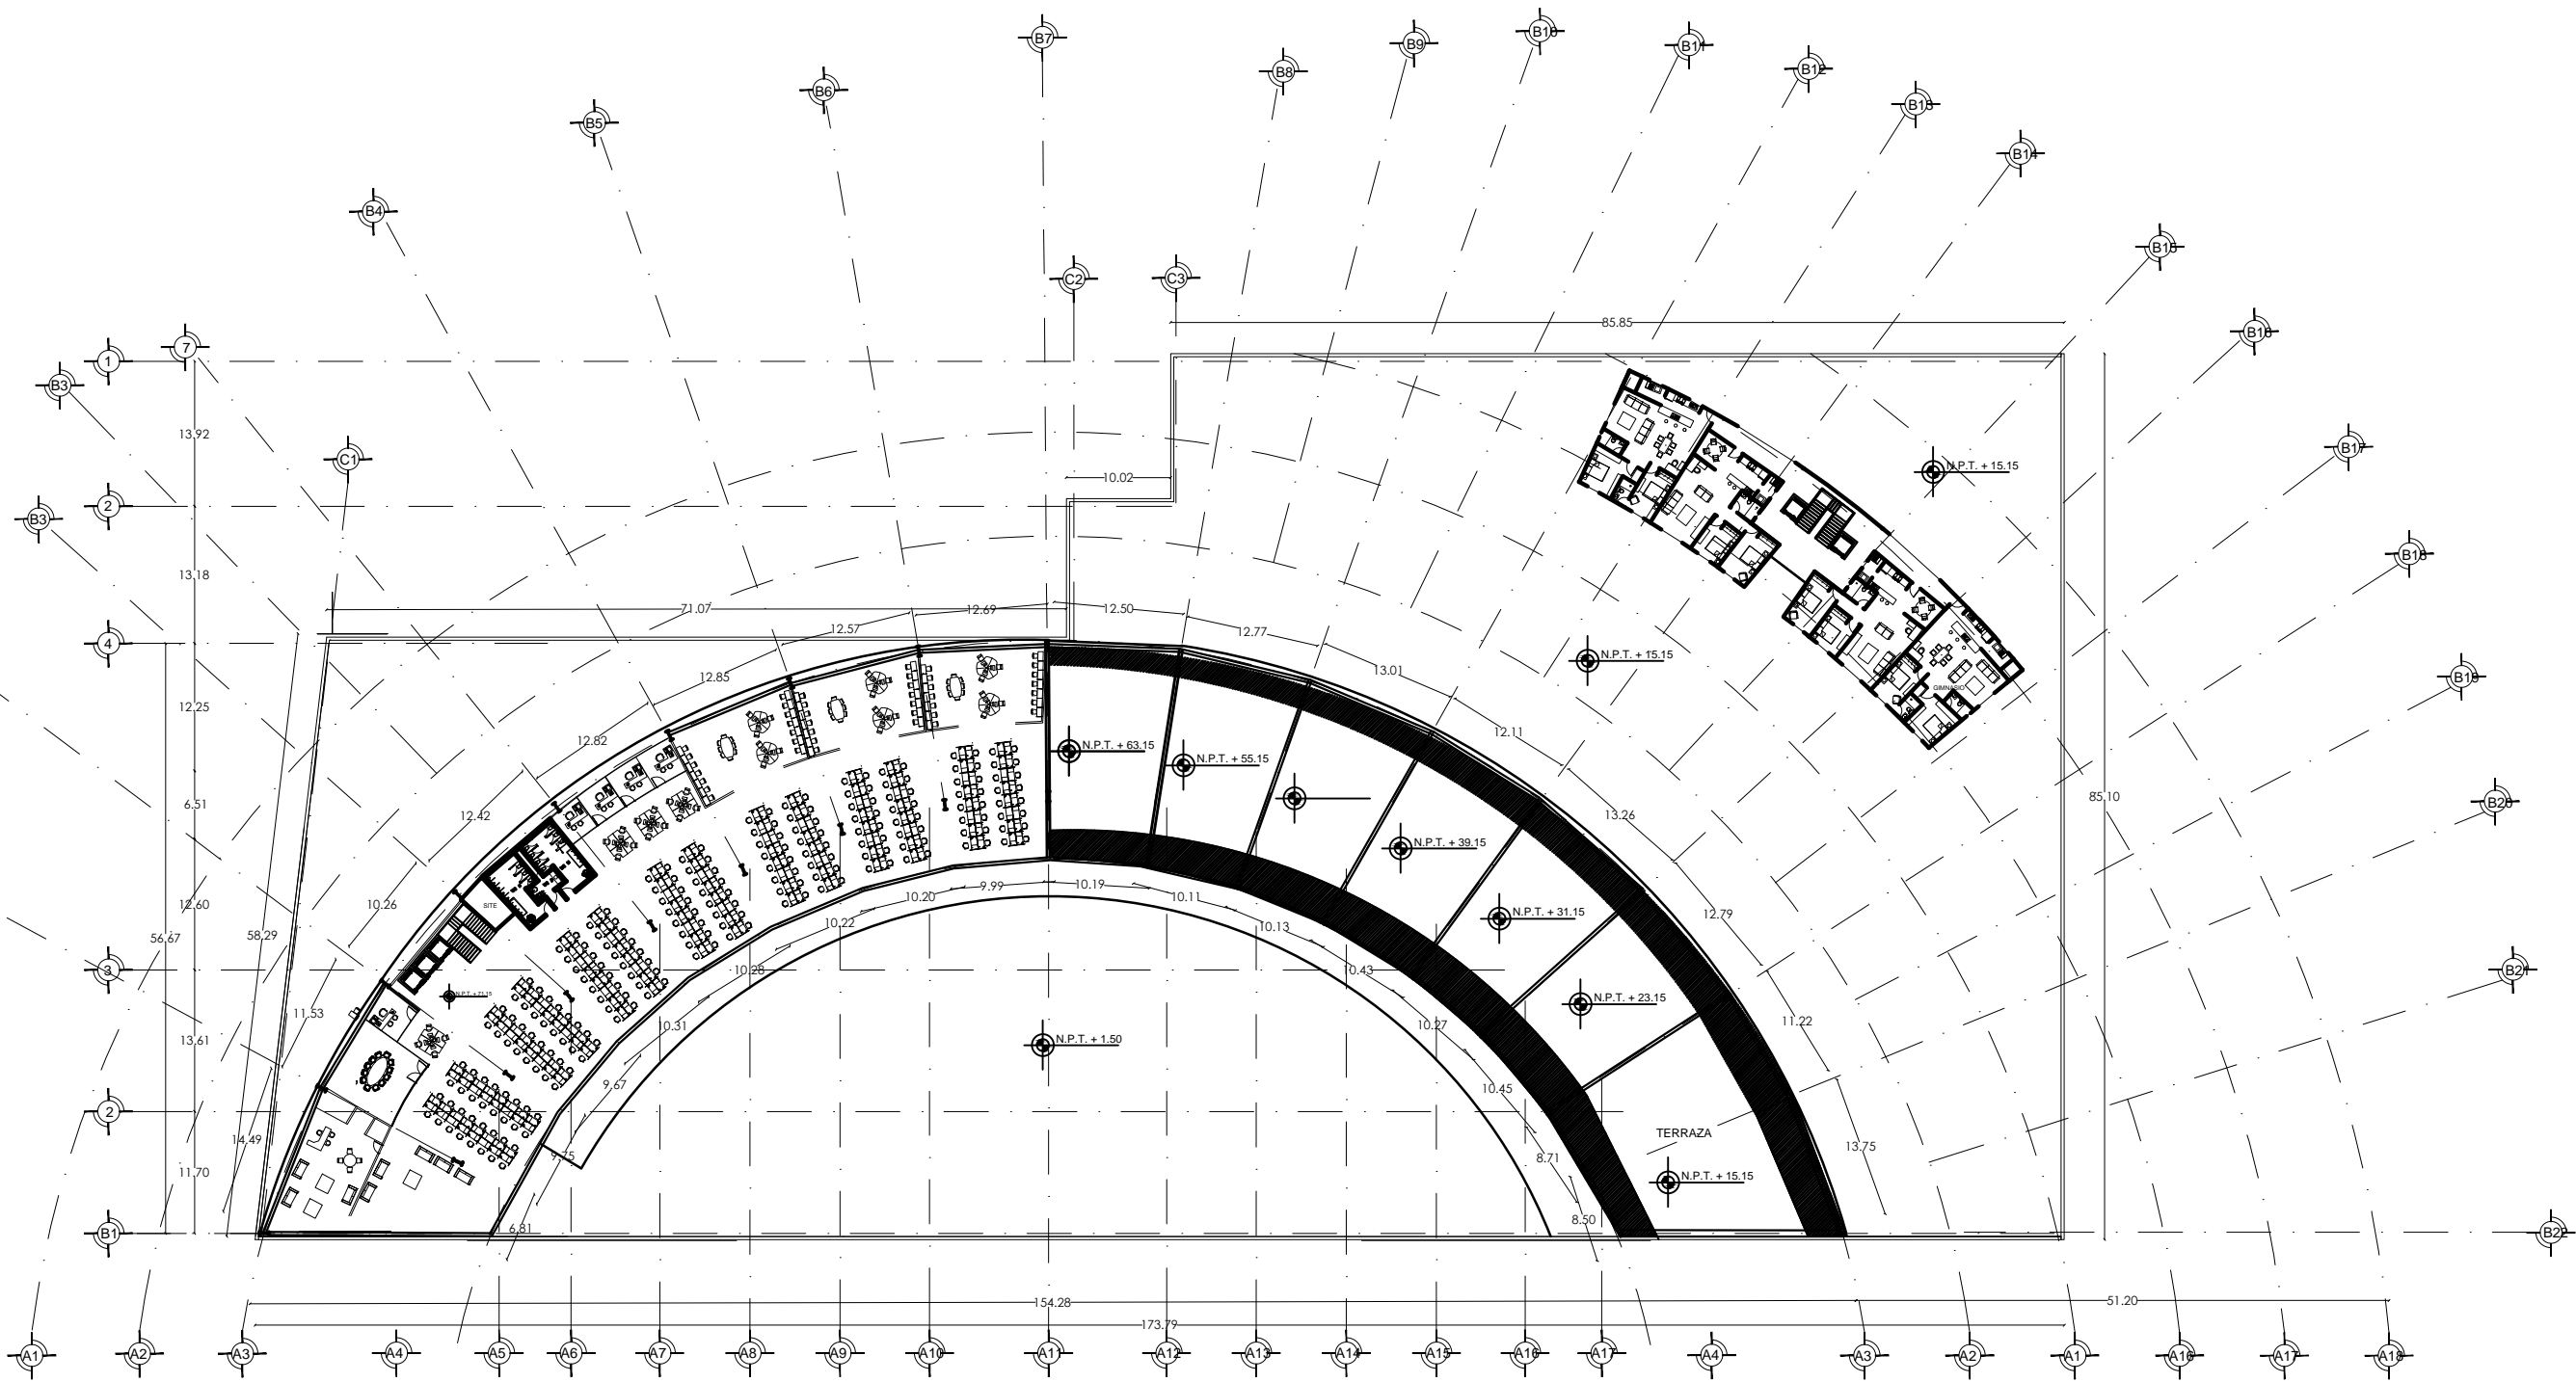 B7
B10
B9
B11
B8
B12
B6
B13
B5
B14
B4
B15
C2
C3
85.85
B16
7
1
B3
13.92
B17
C1
N.P.T. + 15.15
10.02
2
B3
B18
13.18
71.07
12.69
12.50
12.57
12.77
4
N.P.T. + 15.15
13.01
12.85
B19
GIMNASIO
12.25
12.82
12.11
N.P.T. + 63.15
N.P.T. + 55.15
6.51
12.42
13.26
85.10
B20
N.P.T. + 39.15
10.26
12.60
SITE
9.99
10.19
10.20
10.11
N.P.T. + 31.15
12.79
10.22
10.13
56.67
58.29
3
10.28
10.43
B21
N.P.T. + 71.15
N.P.T. + 23.15
11.53
10.31
10.27
11.22
13.61
N.P.T. + 1.50
9.67
10.45
2
14.49
TERRAZA
13.75
9.75
8.71
11.70
N.P.T. + 15.15
6.81
8.50
B1
B22
154.28
51.20
173.79
A1
A2
A3
A4
A5
A6
A7
A8
A9
A10
A11
A12
A13
A14
A15
A16
A17
A4
A3
A2
A1
A16
A17
A18